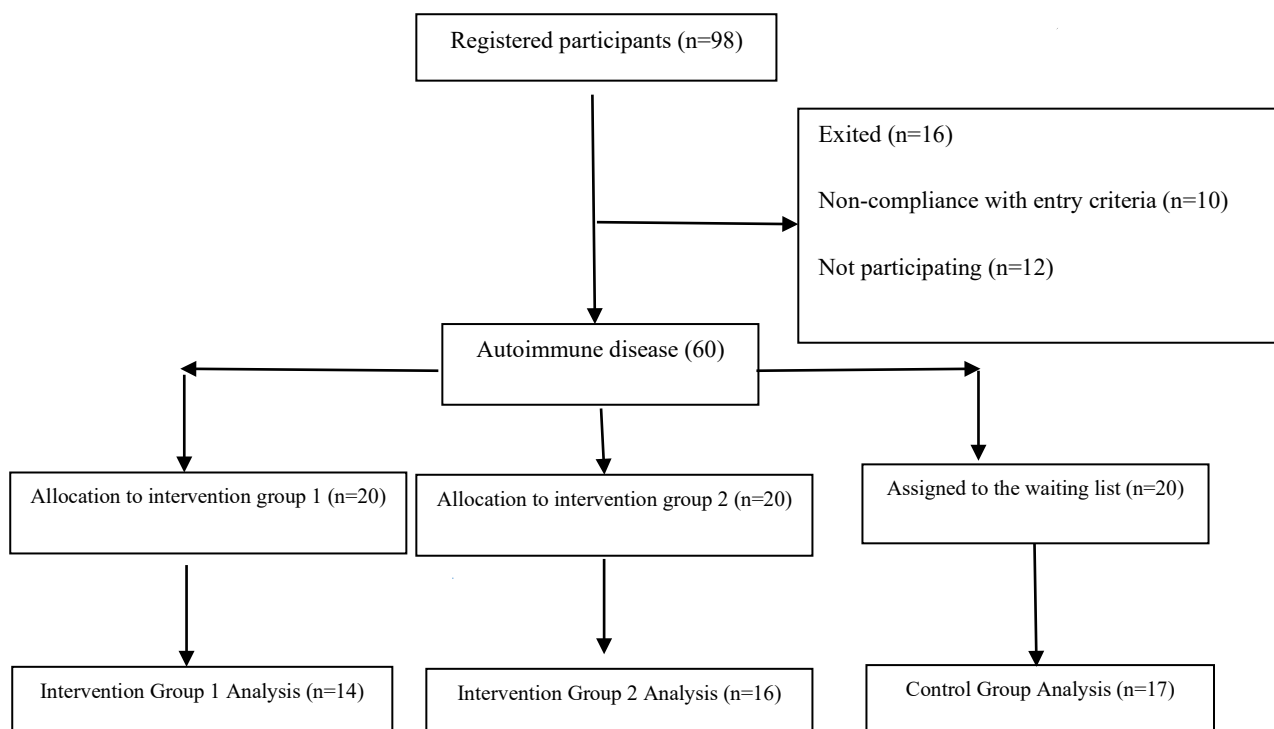 Registered participants (n=98)
Exited (n=16)
Non-compliance with entry criteria (n=10)
Not participating (n=12)
Autoimmune disease (60)
Allocation to intervention group 1 (n=20)
Allocation to intervention group 2 (n=20)
Assigned to the waiting list (n=20)
Intervention Group 1 Analysis (n=14)
Intervention Group 2 Analysis (n=16)
Control Group Analysis (n=17)